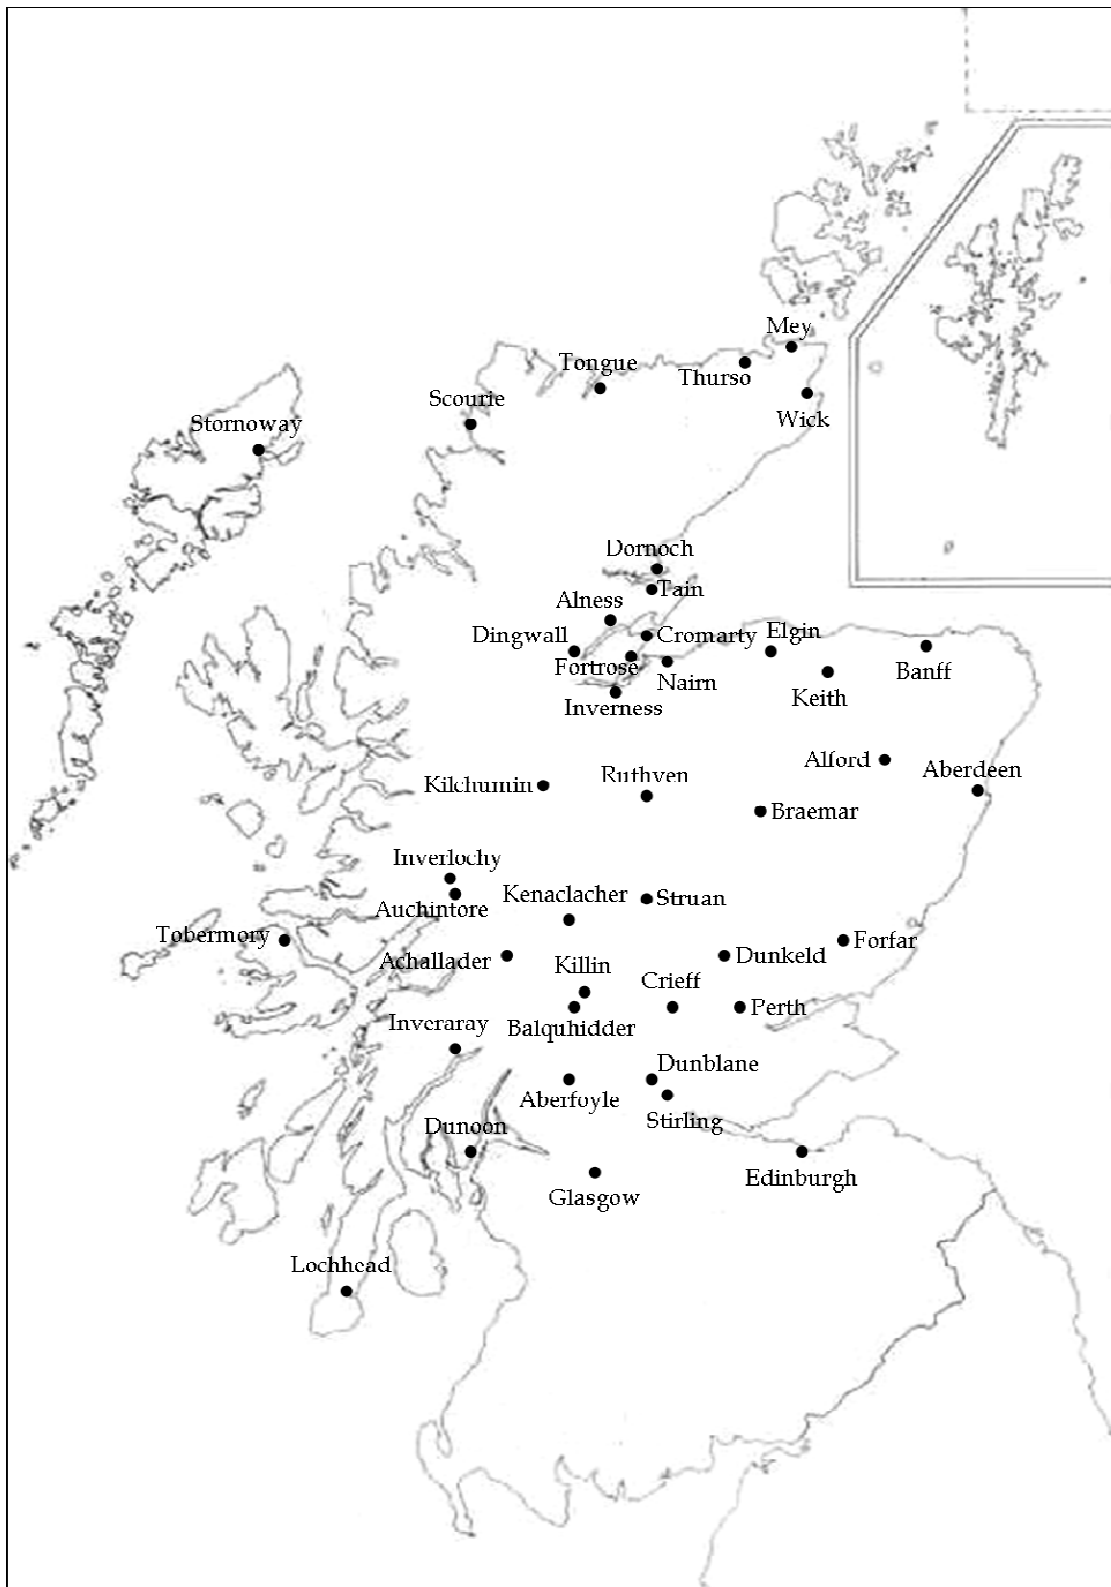 Mey
Tongue
Thurso
Scourie
Wick
Stornoway
Dornoch
Tain
Alness
Dingwall
Cromarty
Elgin
Fortrose
Nairn
Banff
Keith
Inverness
Alford
Aberdeen
Kilchumin
Ruthven
Braemar
Inverlochy
Kenaclacher
Struan
Auchintore
Tobermory
Forfar
Achallader
Killin
Dunkeld
Crieff
Perth
Inveraray
Balquhidder
Dunblane
Aberfoyle
Stirling
Dunoon
Edinburgh
Glasgow
Lochhead